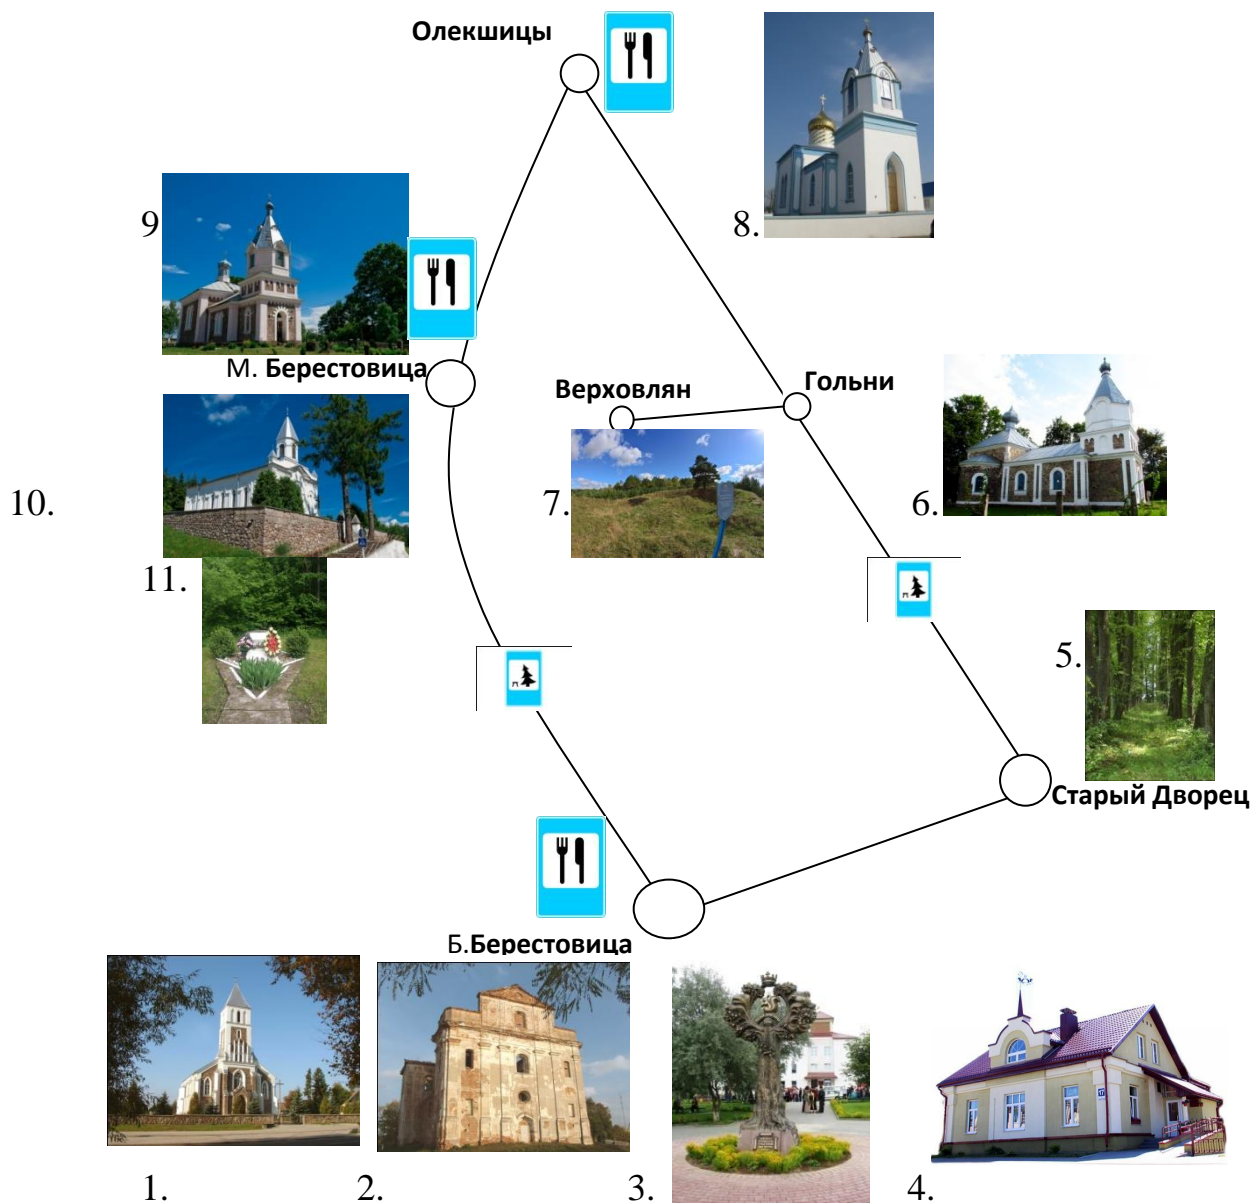 Олекшицы
8.
9
М. Берестовица
Верховлян
Гольни
10.
7.
6.
11.
5.
Старый Дворец
Б.Берестовица
1.
2.
3.
4.